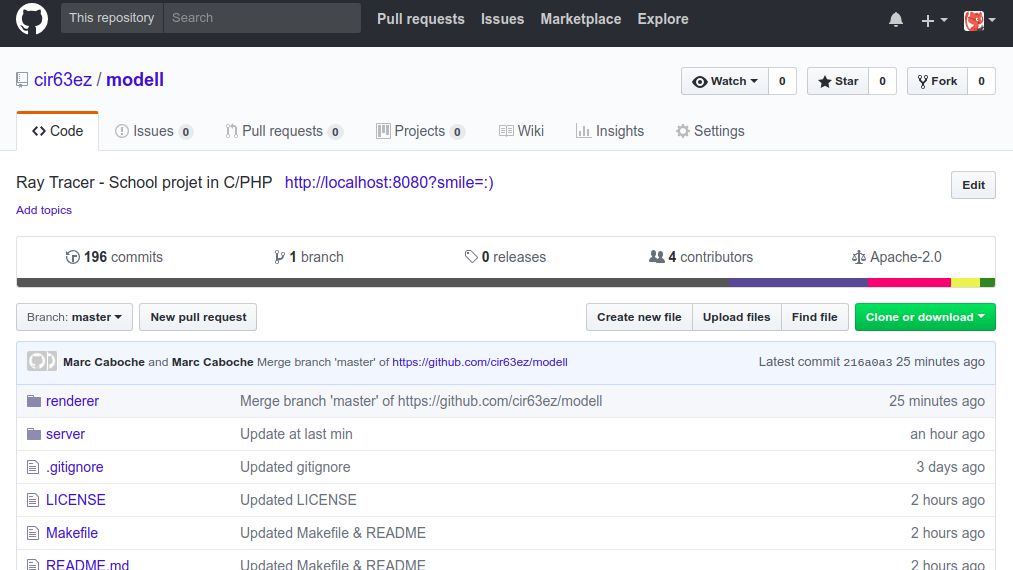 This repository Search Pull requests Issues Marketplace Explore
cir63ez / modell Watch 0 Star 0 Fork 0
Code Issues 0 Pull requests 0 Projects 0 Wiki Insights Settings
Ray Tracer - School projet in C/PHP http://localhost:8080?smile=:) Edit
Add topics
196 commits 1 branch 0 releases 4 contributors Apache-2.0
Branch: master New pull request Create new file Upload files Find file Clone or download
Marc Caboche and Marc Caboche Merge branch 'master' of https://github.com/cir63ez/modell Latest commit 216a0a3 25 minutes ago
renderer Merge branch 'master' of https://github.com/cir63ez/modell 25 minutes ago
server Update at last min an hour ago
.gitignore Updated gitignore 3 days ago
LICENSE Updated LICENSE 2 hours ago
Makefile Updated Makefile & README 2 hours ago
README.md Updated Makefile & README 2 hours ago